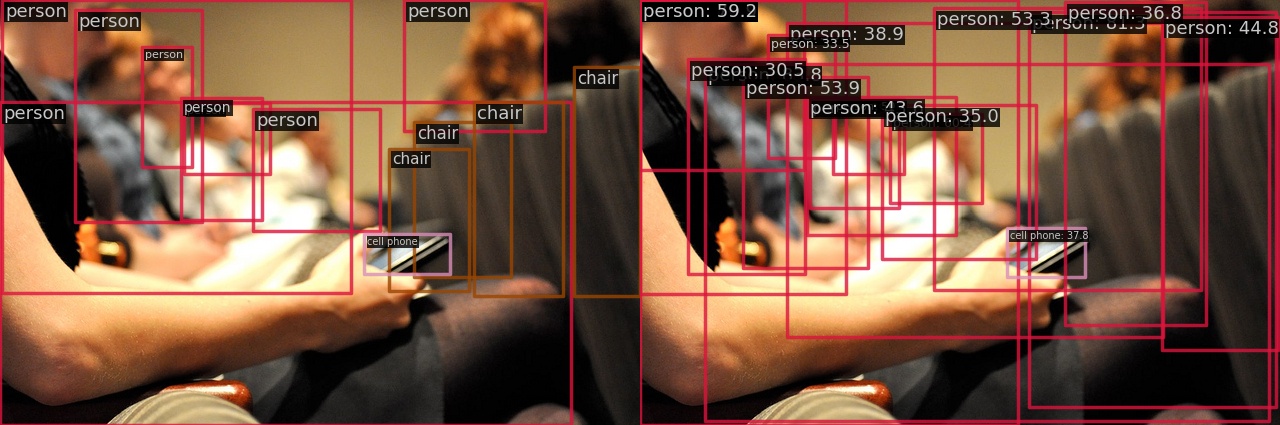 person
person
person
person
person
person
person
chair
chair
chair
chair
cell phone
person: 59.2
person: 38.9
person: 33.5
person: 30.5
person: 53.9
person: 43.6
person: 35.0
person: 53.3
person: 36.8
person: 44.8
cell phone: 37.8